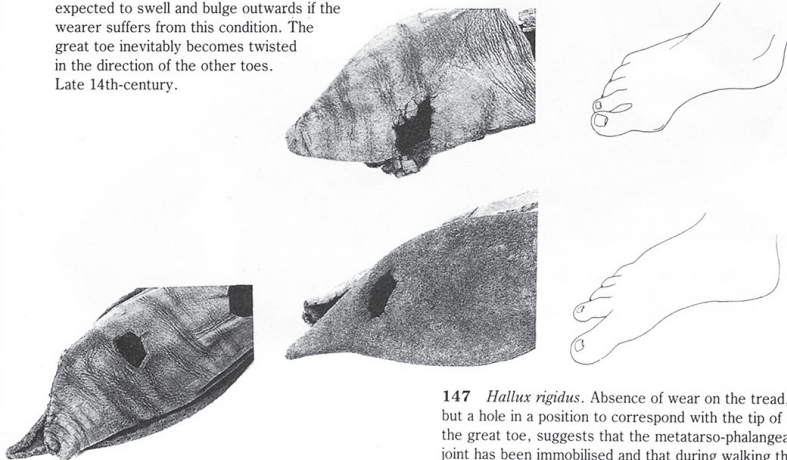 expected to swell and bulge outwards if the
wearer suffers from this condition. The
great toe inevitably becomes twisted
in the direction of the other toes.
Late 14th-century.
147 Hallux rigidus. Absence of wear on the tread,
but a hole in a position to correspond with the tip of
the great toe, suggests that the metatarso-phalangea
joint has been immobilised and that during walking th